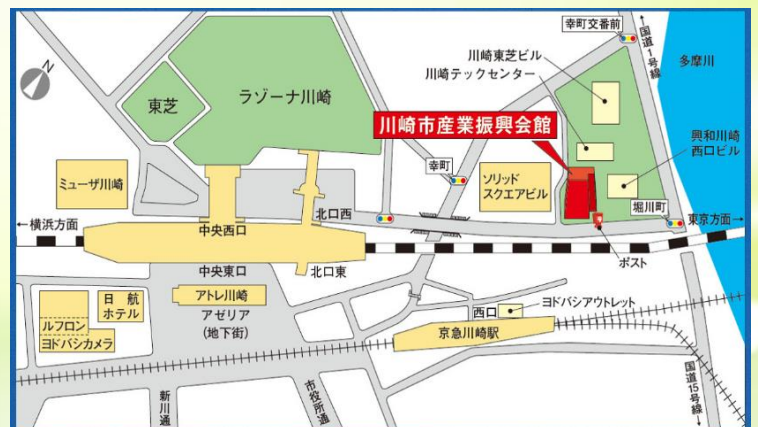 幸町交番前
国道1号線→
N
川崎東芝ビル
多摩川
川崎テックセンター
ラゾーナ川崎
東芝
川崎市産業振興会館
興和川崎
西口ビル
幸町
ソリッド
スクエアビル
ミューザ川崎
北口西
堀川町
←横浜方面
中央西口
東京方面→
ポスト
中央東口
北口東
日航
ホテル
アトレ川崎
アゼリア
(地下街)
西口
ヨドバシアウトレット
ルフロン
ヨドバシカメラ
京急川崎駅
新川通
市役所通
国道15号線→